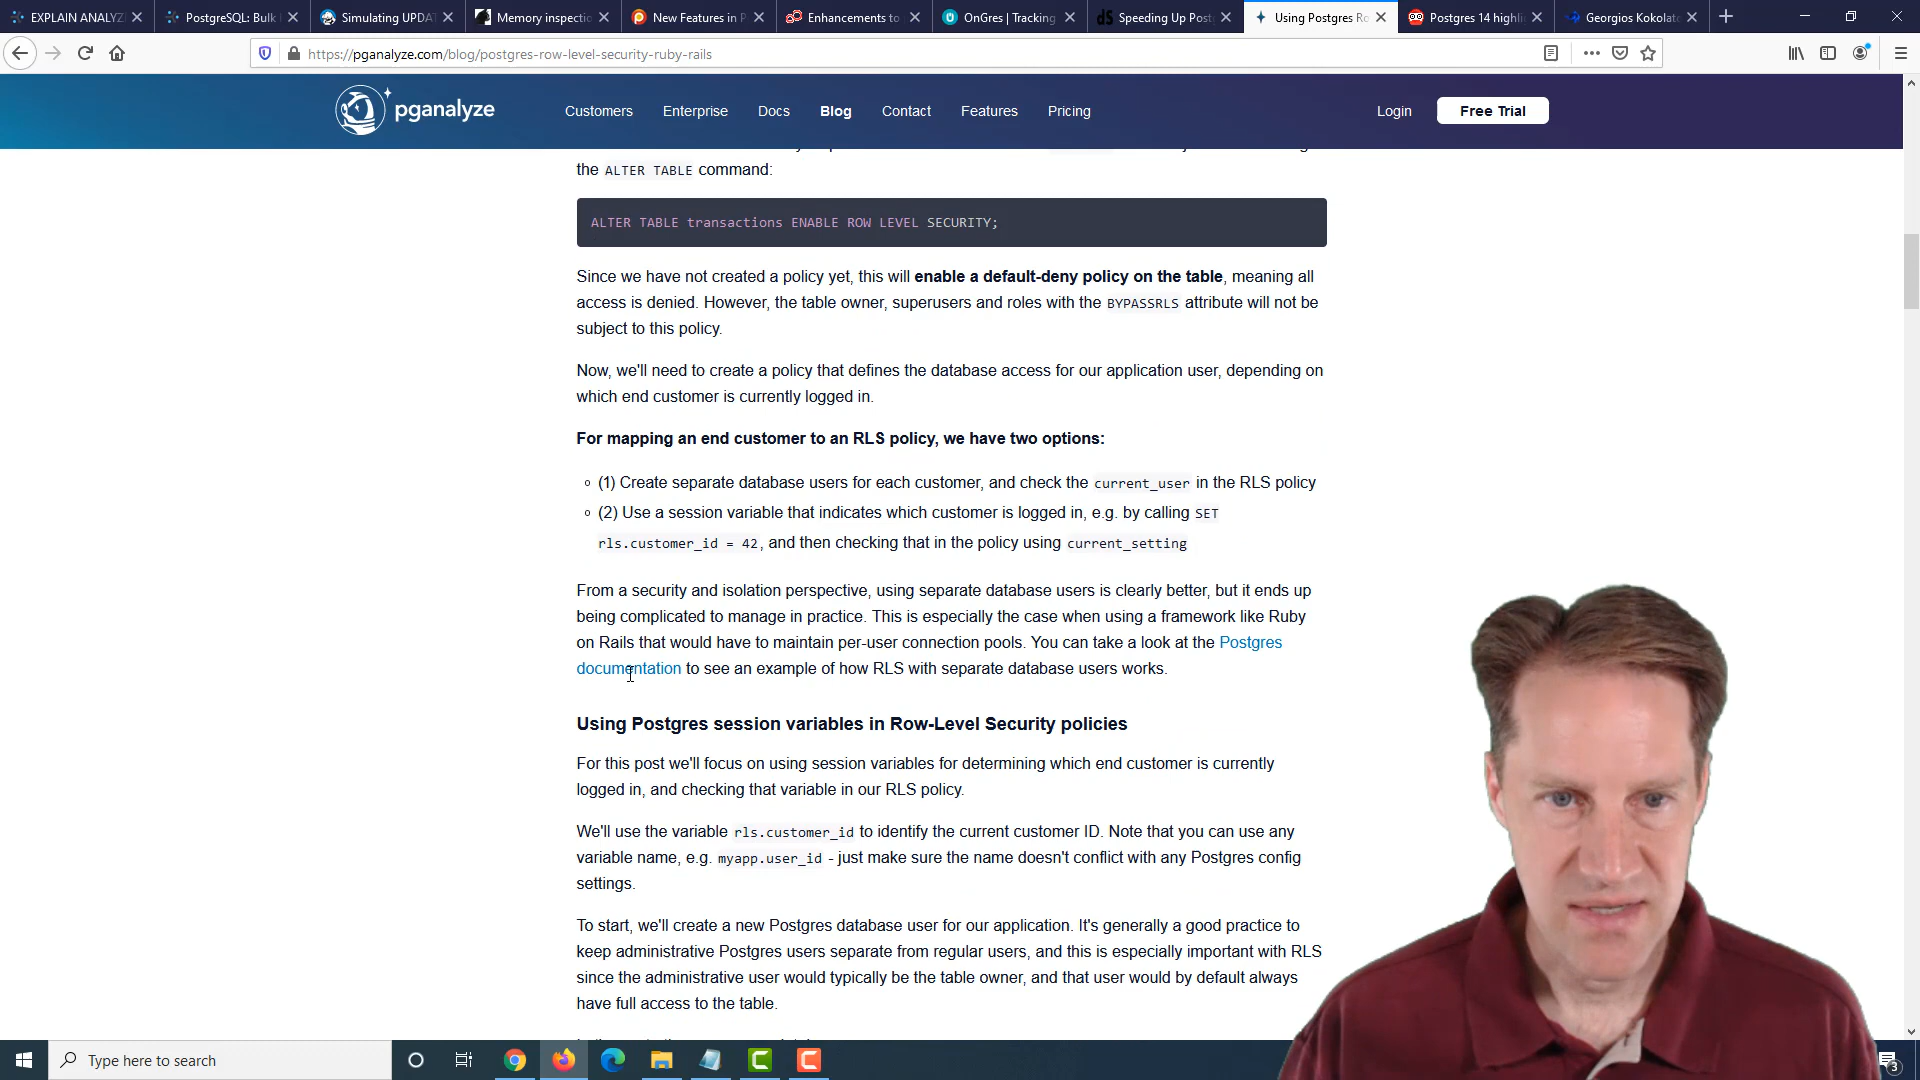 EXPLAIN ANALYZ
PostgreSQL: Bulk
Simulating UPDAT
Memory inspectio
New Features in P
Enhancements to
OnGres | Tracking
Speeding Up Post
Using Postgres Ro
Postgres 14 highli
Georgios Kokolato
https://pganalyze.com/blog/postgres-row-level-security-ruby-rails
pganalyze
Customers
Enterprise
Docs
Blog
Contact
Features
Pricing
Login
Free Trial
the ALTER TABLE command:
ALTER TABLE transactions ENABLE ROW LEVEL SECURITY;
Since we have not created a policy yet, this will enable a default-deny policy on the table, meaning all
access is denied. However, the table owner, superusers and roles with the BYPASSRLS attribute will not be
subject to this policy.
Now, we'll need to create a policy that defines the database access for our application user, depending on
which end customer is currently logged in.
For mapping an end customer to an RLS policy, we have two options:
(1) Create separate database users for each customer, and check the current_user in the RLS policy
(2) Use a session variable that indicates which customer is logged in, e.g. by calling SET
rls.customer_id = 42, and then checking that in the policy using current_setting
From a security and isolation perspective, using separate database users is clearly better, but it ends up
being complicated to manage in practice. This is especially the case when using a framework like Ruby
on Rails that would have to maintain per-user connection pools. You can take a look at the Postgres
documentation to see an example of how RLS with separate database users works.
Using Postgres session variables in Row-Level Security policies
For this post we'll focus on using session variables for determining which end customer is currently
logged in, and checking that variable in our RLS policy.
We'll use the variable rls.customer_id to identify the current customer ID. Note that you can use any
variable name, e.g. myapp.user_id - just make sure the name doesn't conflict with any Postgres config
settings.
To start, we'll create a new Postgres database user for our application. It's generally a good practice to
keep administrative Postgres users separate from regular users, and this is especially important with RLS
since the administrative user would typically be the table owner, and that user would by default always
have full access to the table.
Type here to search
3